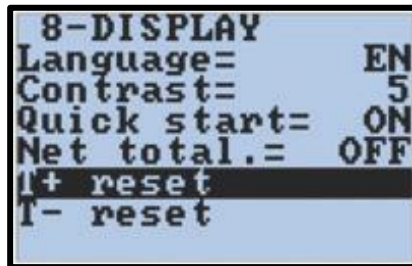 8-DISPLAY
Language= EN
Contrast= 5
Quick start= ON
Net total.= OFF
T+ reset
T- reset